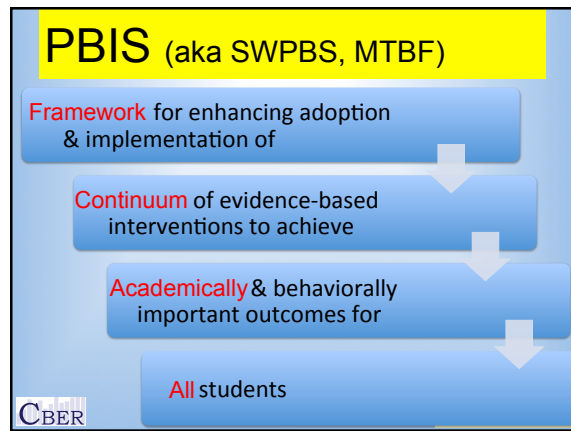 PBIS (aka SWPBS, MTBF)
Framework for enhancing adoption
& implementation of
Continuum of evidence-based
interventions to achieve
Academically & behaviorally
important outcomes for
All students
CBER